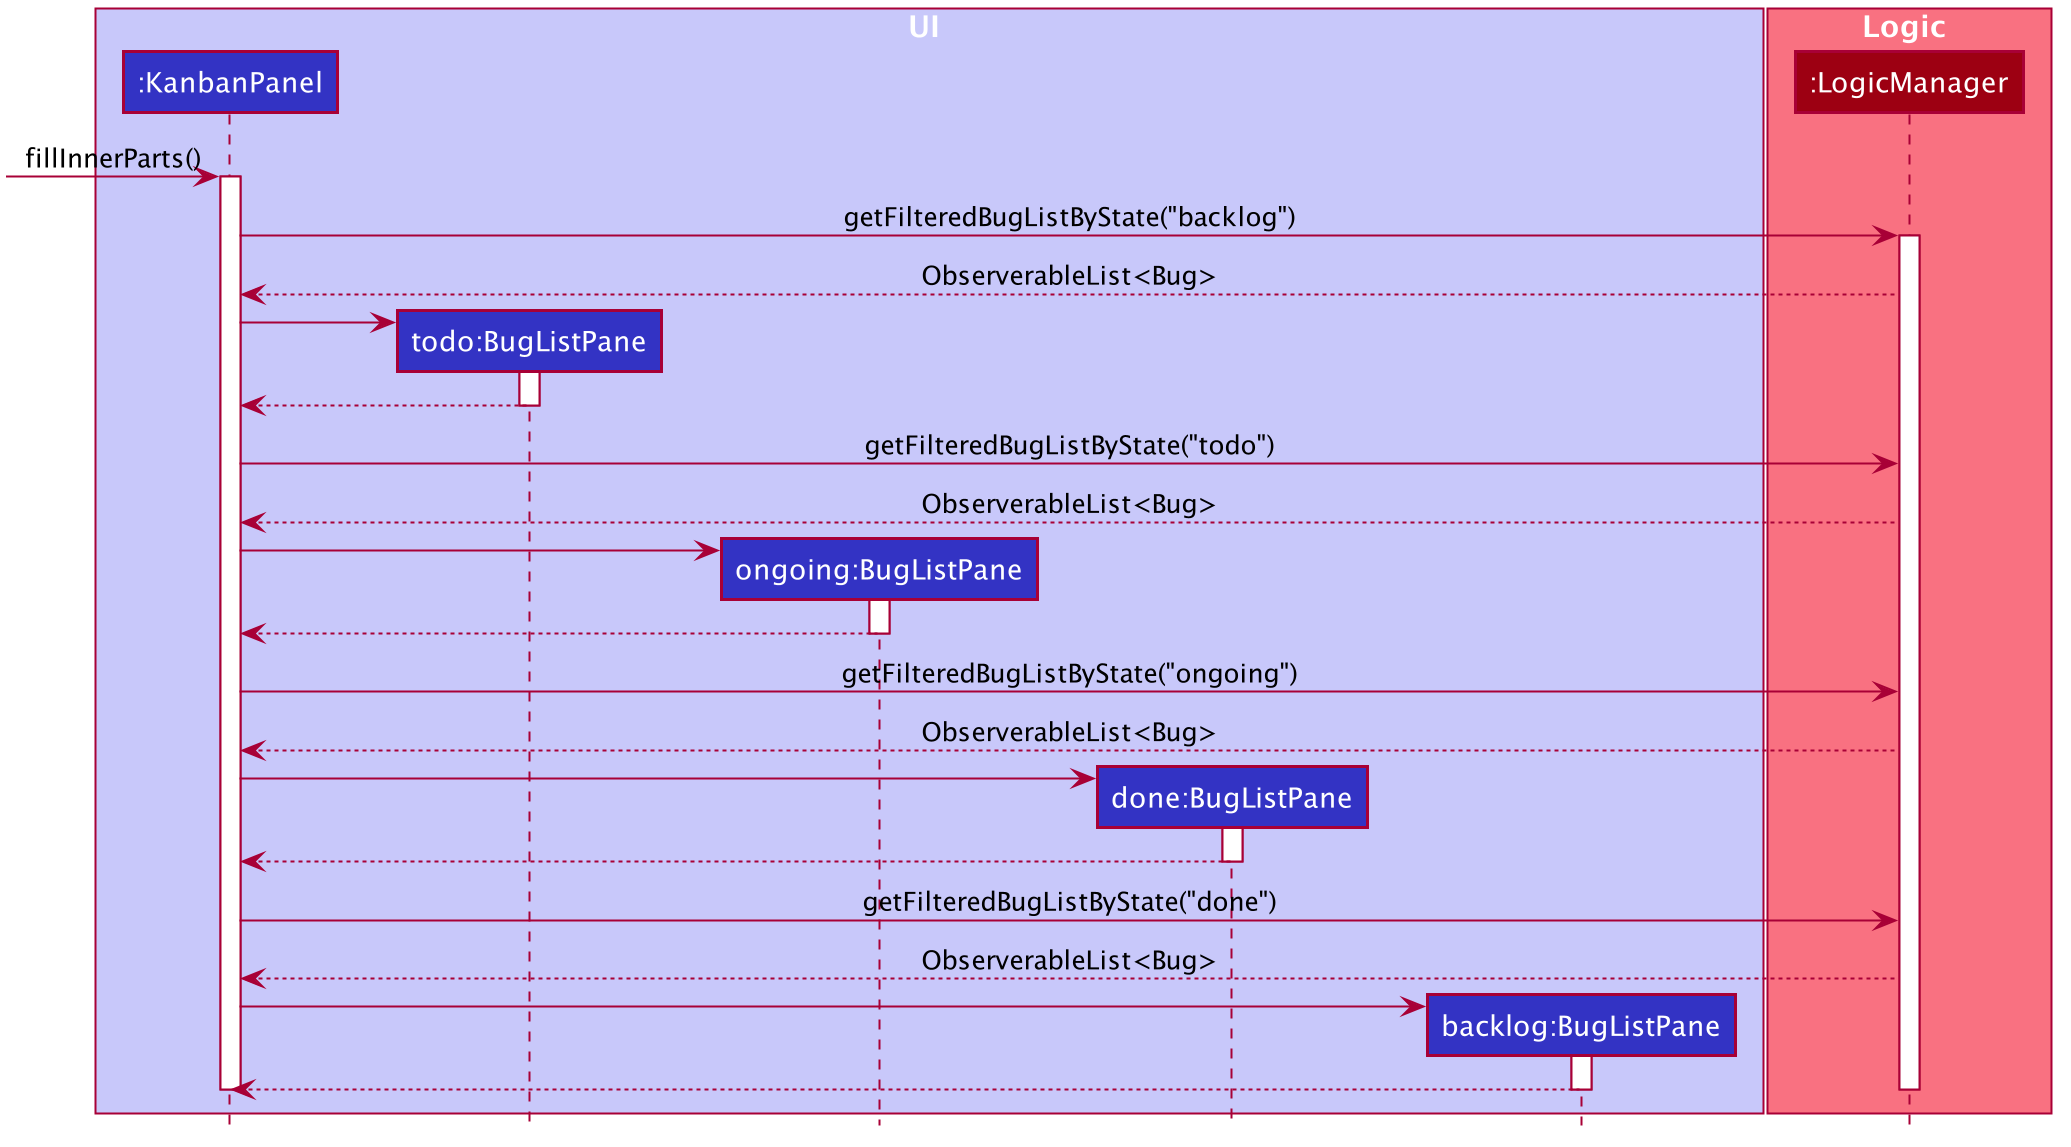 UI
Logic
:KanbanPanel
:LogicManager
fillInnerParts()
getFilteredBugListByState("backlog")
ObserverableList<Bug>
todo:BugListPane
getFilteredBugListByState("todo")
ObserverableList<Bug>
ongoing:BugListPane
getFilteredBugListByState("ongoing")
ObserverableList<Bug>
done:BugListPane
getFilteredBugListByState("done")
ObserverableList<Bug>
backlog:BugListPane